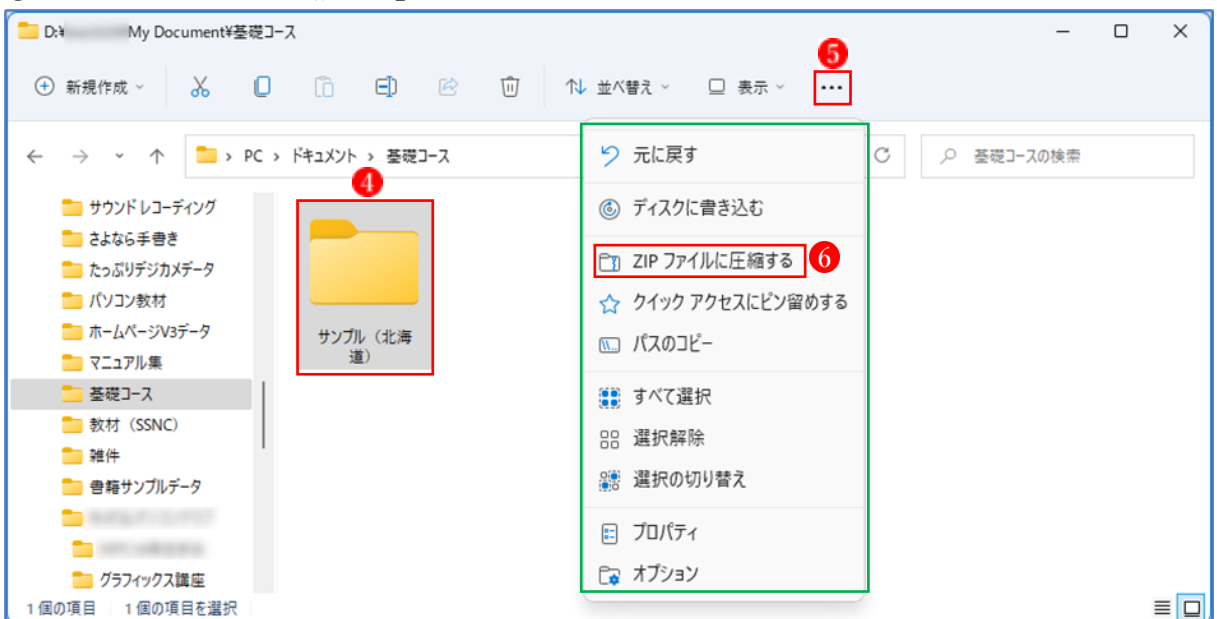 D:¥ My Document¥基礎コース
❺
新規作成 並べ替え 表示 •••
PC › ドキュメント › 基礎コース 基礎コースの検索
❹
サウンド レコーディング
さよなら手書き
たっぷりデジカメデータ
パソコン教材
ホームページV3データ
マニュアル集
基礎コース
教材（SSNC）
雑件
書籍サンプルデータ
グラフィックス講座
サンプル（北海
道）
元に戻す
ディスクに書き込む
ZIP ファイルに圧縮する ❻
クイック アクセスにピン留めする
パスのコピー
すべて選択
選択解除
選択の切り替え
プロパティ
オプション
1 個の項目 1 個の項目を選択